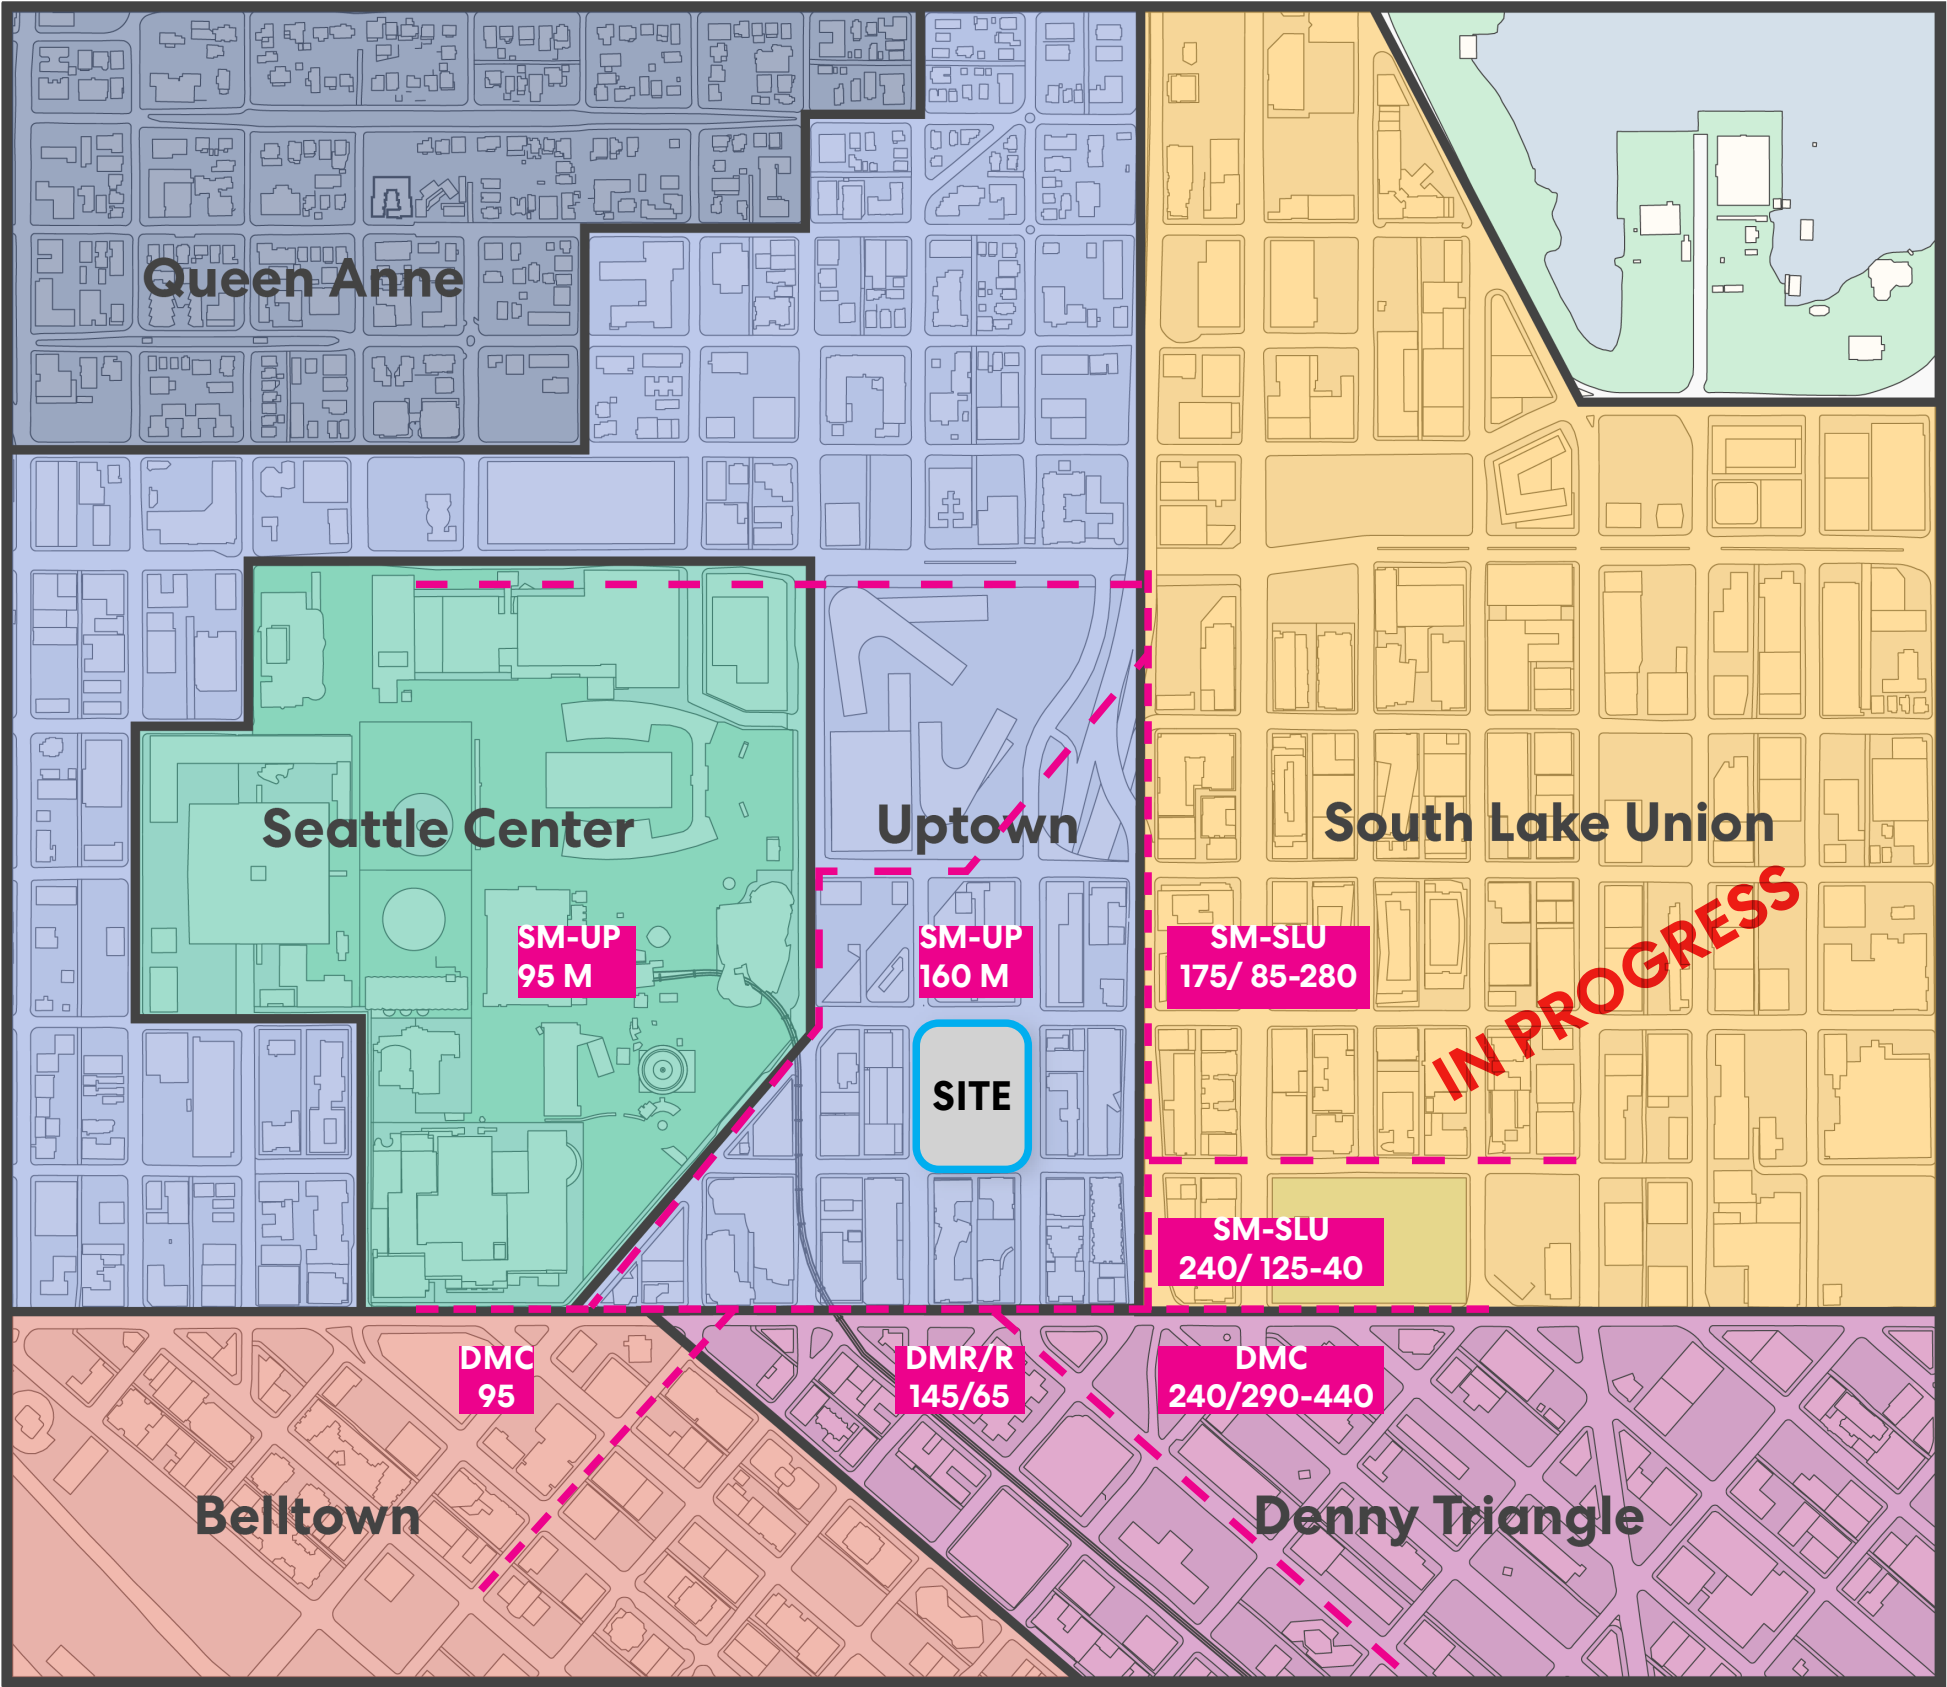 Queen Anne
Seattle Center
Uptown
South Lake Union
SM-UP
95 M
SM-UP
160 M
SM-SLU
175/ 85-280
IN PROGRESS
SITE
SM-SLU
240/ 125-40
DMC
95
DMR/R
145/65
DMC
240/290-440
Belltown
Denny Triangle